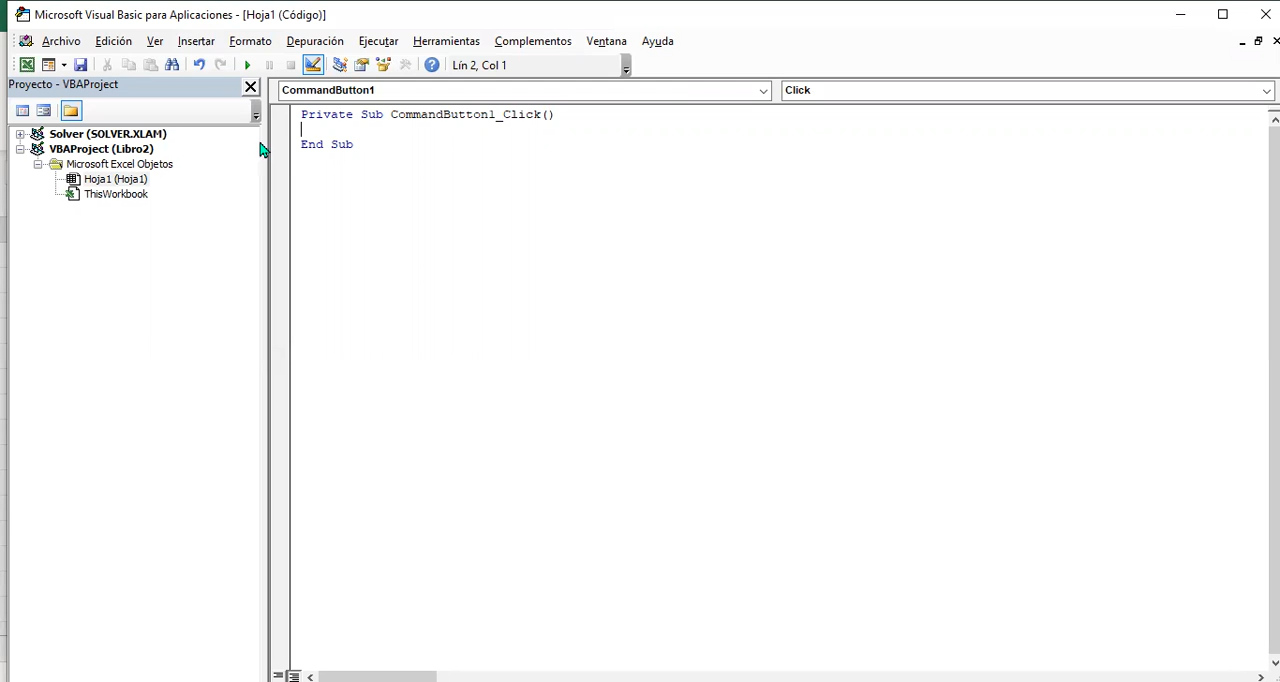 Microsoft Visual Basic para Aplicaciones - [Hoja1 (Código)]
Archivo Edición Ver Insertar Formato Depuración Ejecutar Herramientas Complementos Ventana Ayuda
Lín 2, Col 1
Proyecto - VBAProject
CommandButton1
Click
Solver (SOLVER.XLAM)
VBAProject (Libro2)
Microsoft Excel Objetos
Hoja1 (Hoja1)
ThisWorkbook
Private Sub CommandButton1_Click()
End Sub